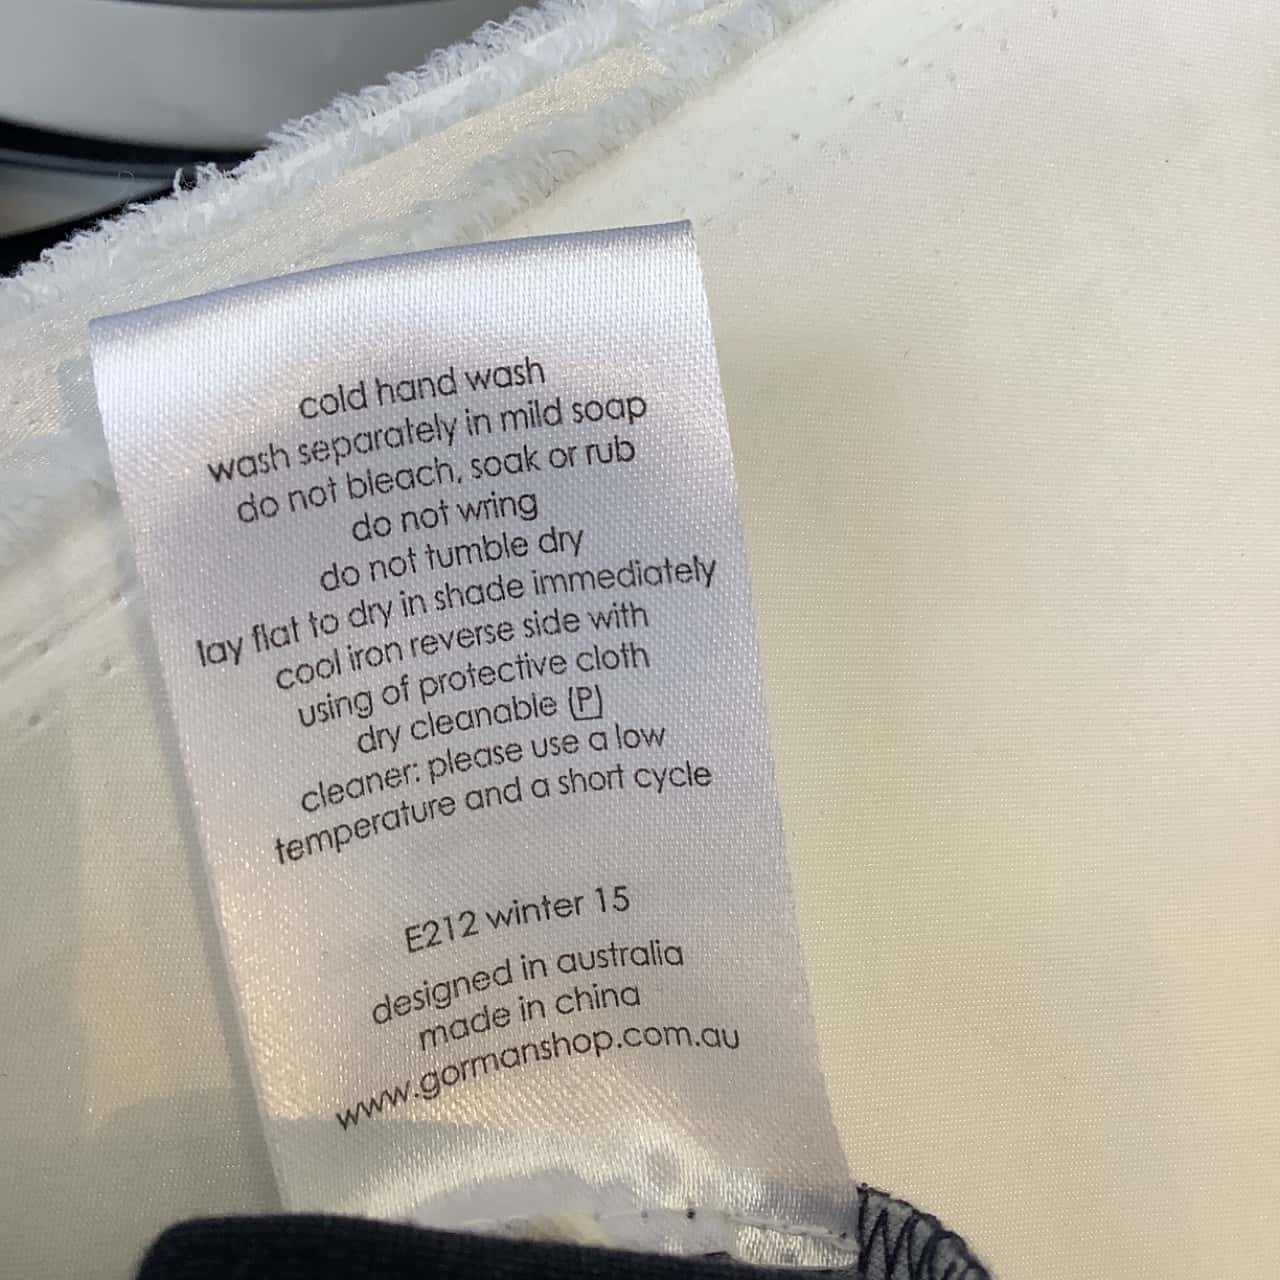 cold hand wash
wash separately in mild soap
do not bleach, soak or rub
do not wring
do not tumble dry
lay flat to dry in shade immediately
cool iron reverse side with
using of protective cloth
dry cleanable (P)
cleaner: please use a low
temperature and a short cycle
E212 winter 15
designed in australia
made in china
www.gormanshop.com.au